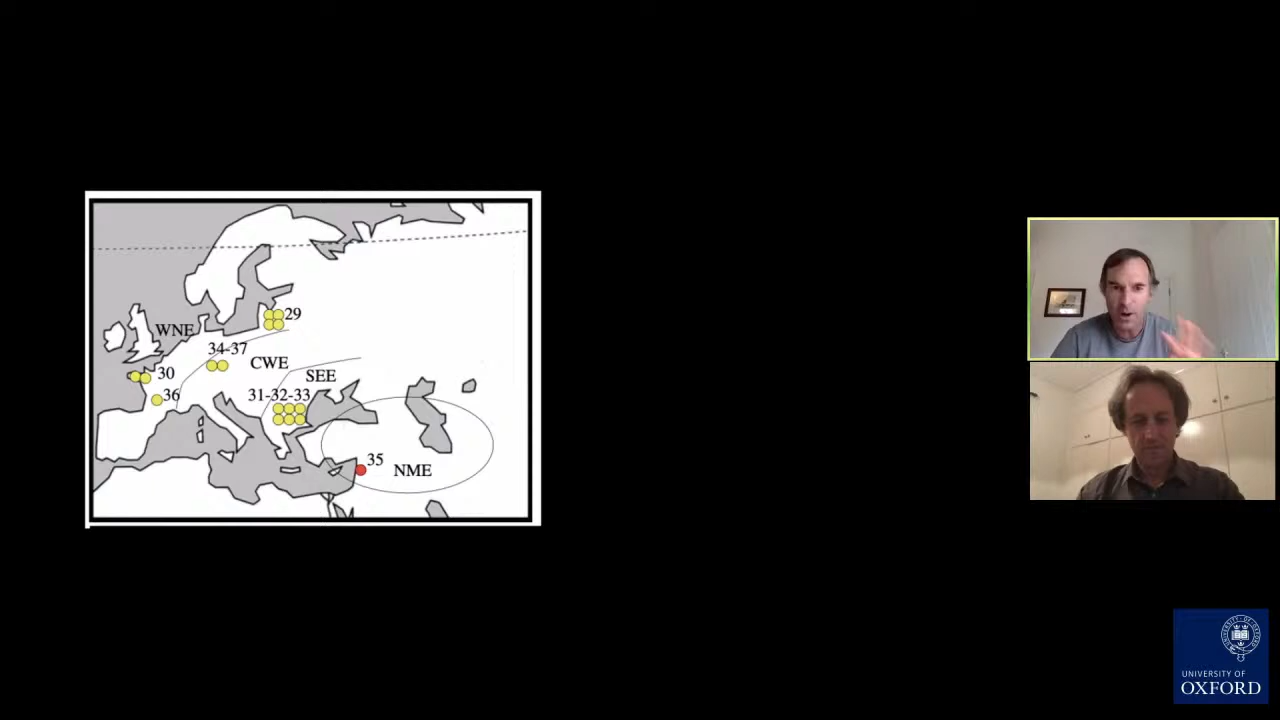 29
WNE
34-37
CWE
30
SEE
36
31-32-33
35
NME
UNIVERSITY OF
OXFORD